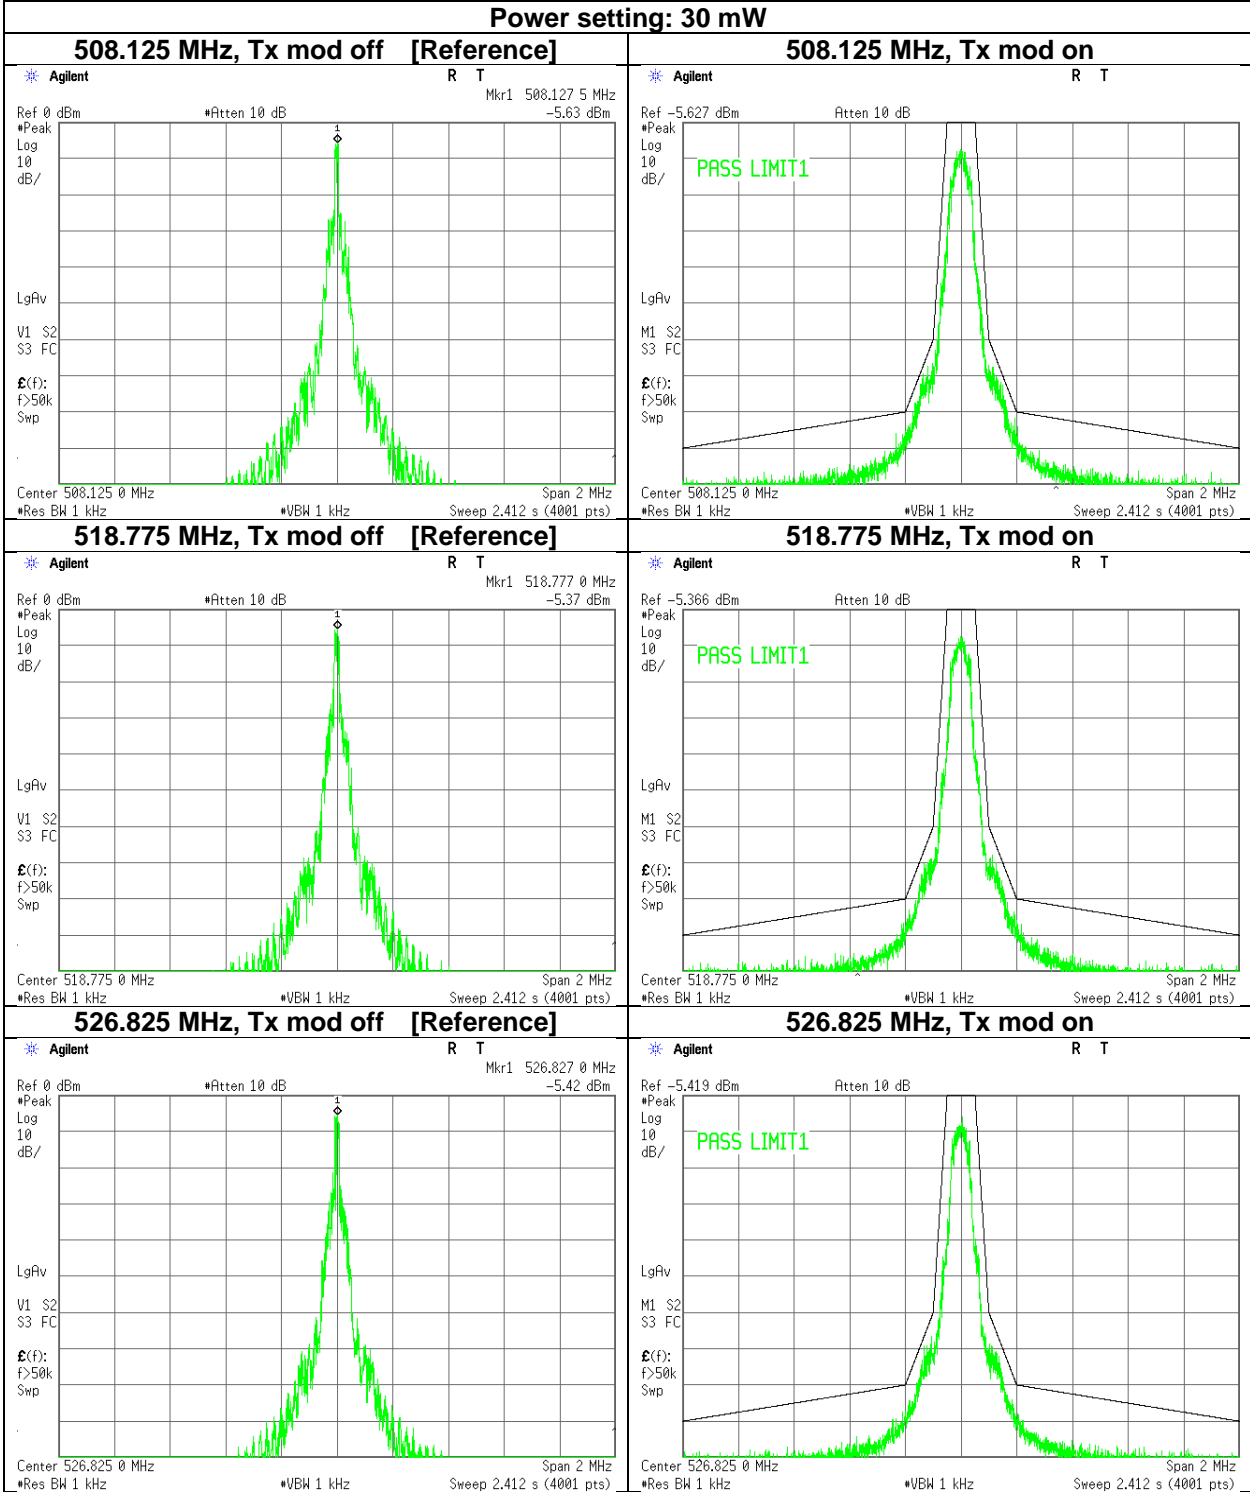 Power setting: 30 mW
508.125 MHz, Tx mod off [Reference]
508.125 MHz, Tx mod on
Agilent R T
Mkr1 508.127 5 MHz
Ref 0 dBm #Atten 10 dB -5.63 dBm
#Peak
1
Log
10
dB/
LgAv
V1 S2
S3 FC
£(f):
f>50k
Swp
Center 508.125 0 MHz Span 2 MHz
#Res BW 1 kHz #VBW 1 kHz Sweep 2.412 s (4001 pts)
Agilent R T
Ref -5.627 dBm Atten 10 dB
#Peak
Log
10
dB/
PASS LIMIT1
LgAv
M1 S2
S3 FC
£(f):
f>50k
Swp
Center 508.125 0 MHz Span 2 MHz
#Res BW 1 kHz #VBW 1 kHz Sweep 2.412 s (4001 pts)
518.775 MHz, Tx mod off [Reference]
518.775 MHz, Tx mod on
Agilent R T
Mkr1 518.777 0 MHz
Ref 0 dBm #Atten 10 dB -5.37 dBm
#Peak
1
Log
10
dB/
LgAv
V1 S2
S3 FC
£(f):
f>50k
Swp
Center 518.775 0 MHz Span 2 MHz
#Res BW 1 kHz #VBW 1 kHz Sweep 2.412 s (4001 pts)
Agilent R T
Ref -5.366 dBm Atten 10 dB
#Peak
Log
10
dB/
PASS LIMIT1
LgAv
M1 S2
S3 FC
£(f):
f>50k
Swp
Center 518.775 0 MHz Span 2 MHz
#Res BW 1 kHz #VBW 1 kHz Sweep 2.412 s (4001 pts)
526.825 MHz, Tx mod off [Reference]
526.825 MHz, Tx mod on
Agilent R T
Mkr1 526.827 0 MHz
Ref 0 dBm #Atten 10 dB -5.42 dBm
#Peak
1
Log
10
dB/
LgAv
V1 S2
S3 FC
£(f):
f>50k
Swp
Center 526.825 0 MHz Span 2 MHz
#Res BW 1 kHz #VBW 1 kHz Sweep 2.412 s (4001 pts)
Agilent R T
Ref -5.419 dBm Atten 10 dB
#Peak
Log
10
dB/
PASS LIMIT1
LgAv
M1 S2
S3 FC
£(f):
f>50k
Swp
Center 526.825 0 MHz Span 2 MHz
#Res BW 1 kHz #VBW 1 kHz Sweep 2.412 s (4001 pts)